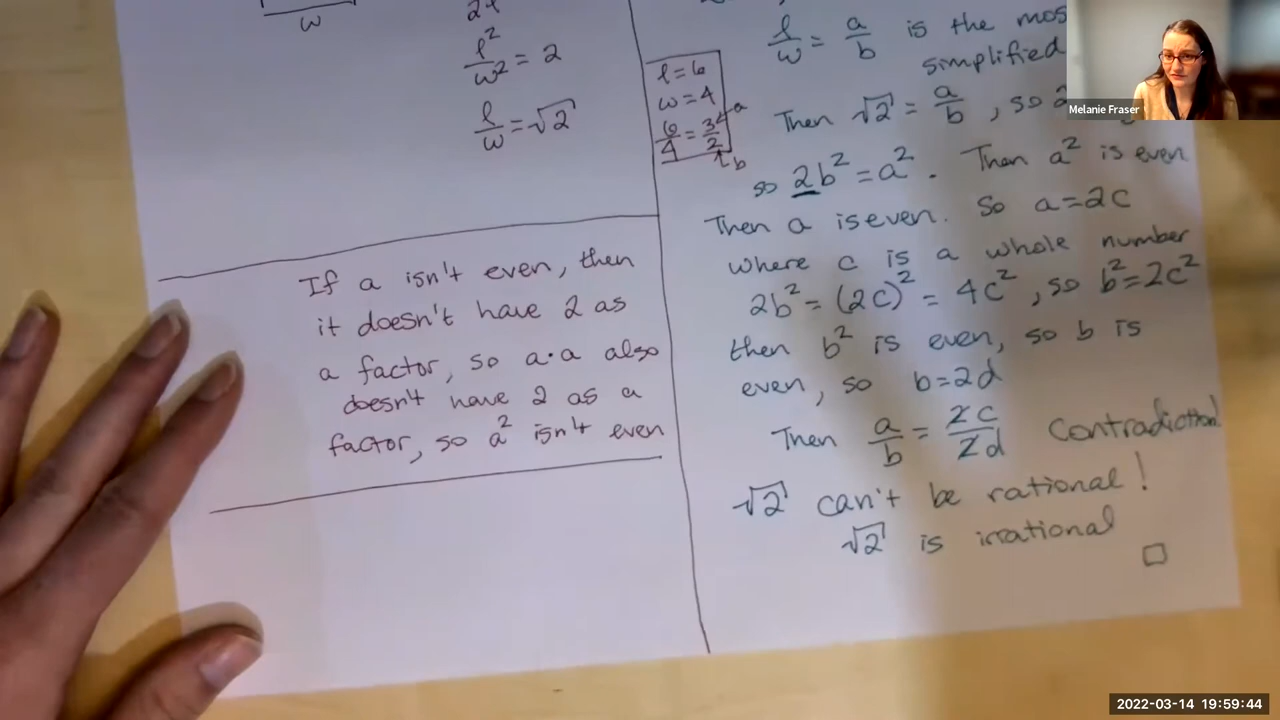 w
l²/w² = 2
l/w = √2
If a isn't even, then
it doesn't have 2 as
a factor, so a·a also
doesn't have 2 as a
factor, so a² isn't even
l=6
w=4
6/4 = 3/2
a
b
l/w = a/b is the
simplified
Then √2 = a/b, so
so 2b² = a². Then a² is even
Then a is even. So a=2c
where c is a whole number
2b² = (2c)² = 4c², so b²=2c²
then b² is even, so b is
even, so b=2d
Then a/b = 2c/2d Contradiction!
√2 can't be rational!
√2 is irrational
□
Melanie Fraser
2022-03-14 19:59:44